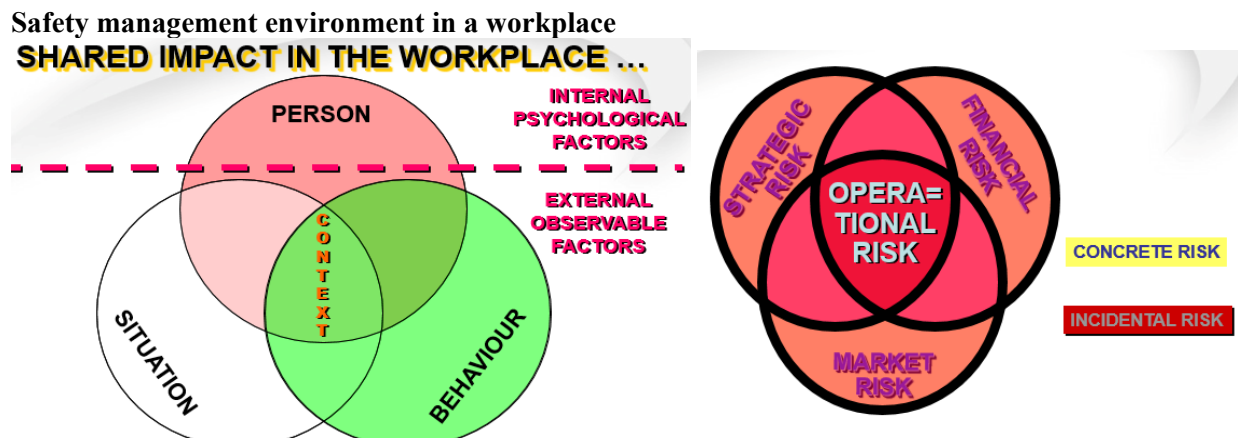 Safety management environment in a workplace
SHARED IMPACT IN THE WORKPLACE ...
PERSON
INTERNAL
PSYCHOLOGICAL
FACTORS
EXTERNAL
OBSERVABLE
FACTORS
CONTEXT
SITUATION
BEHAVIOUR
STRATEGIC
RISK
FINANCIAL
RISK
OPERA=
TIONAL
RISK
MARKET
RISK
CONCRETE RISK
INCIDENTAL RISK